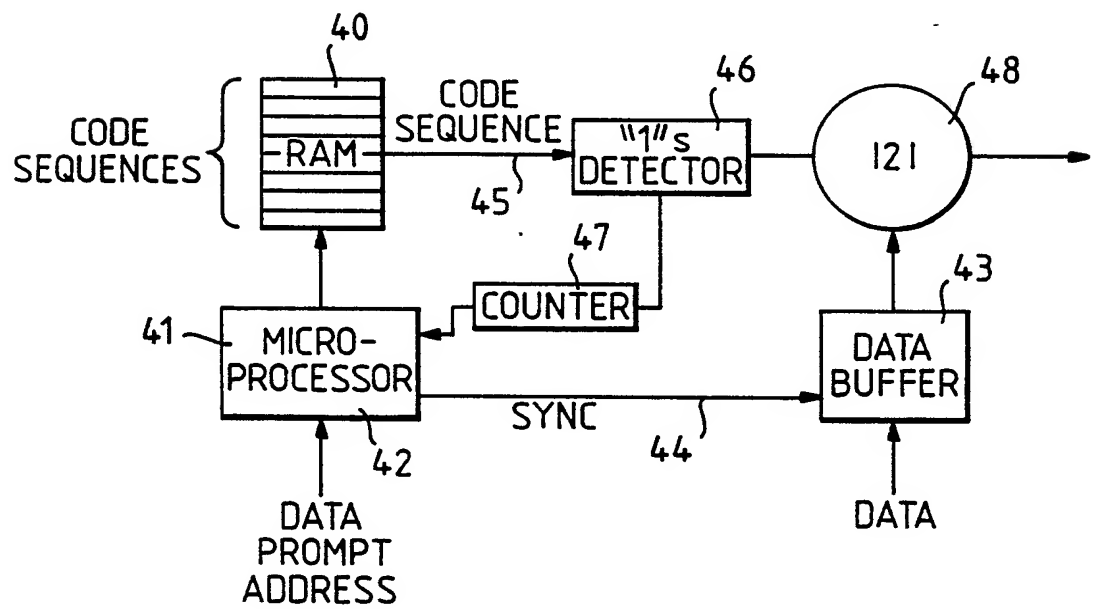 40
CODE
SEQUENCES
RAM
CODE
SEQUENCE
45
46
"1"s
DETECTOR
48
121
47
COUNTER
43
41
MICRO-
PROCESSOR
42
SYNC
44
DATA
BUFFER
DATA
PROMPT
ADDRESS
DATA